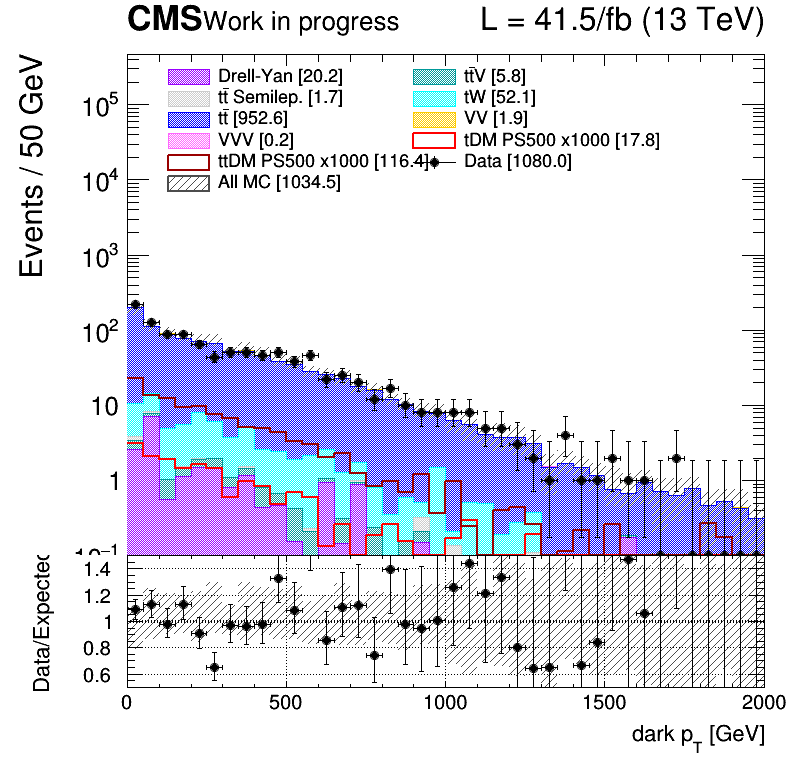 CMS Work in progress L = 41.5/fb (13 TeV)
Events / 50 GeV
Drell-Yan [20.2] tt̄V [5.8]
tt̄ Semilep. [1.7] tW [52.1]
tt̄ [952.6] VV [1.9]
VVV [0.2] tDM PS500 x1000 [17.8]
ttDM PS500 x1000 [116.4] Data [1080.0]
All MC [1034.5]
10⁵
10⁴
10³
10²
10
1
10⁻¹
Data/Expected
1.4
1.2
1
0.8
0.6
0 500 1000 1500 2000
dark p_T [GeV]